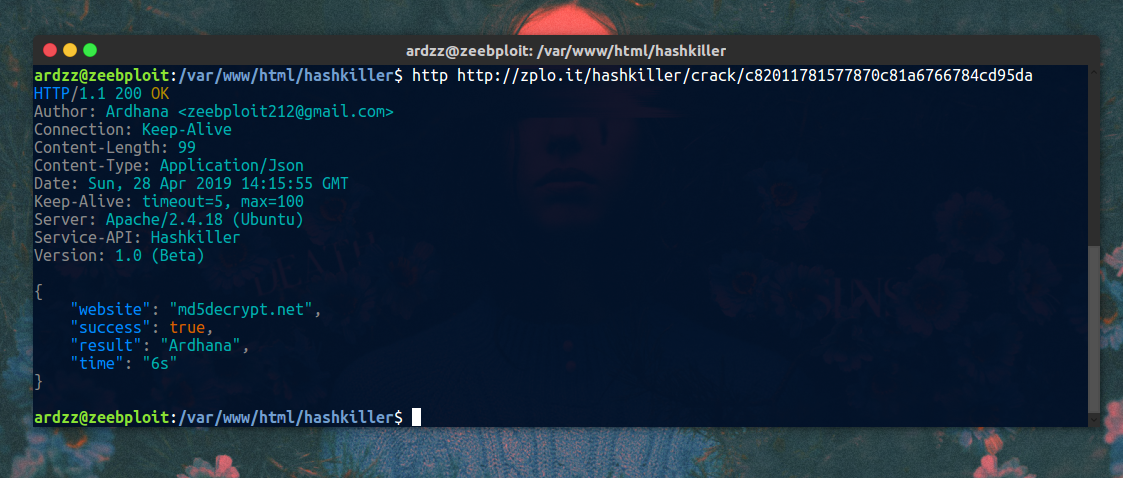 ardzz@zeebploit: /var/www/html/hashkiller
ardzz@zeebploit:/var/www/html/hashkiller$ http http://zplo.it/hashkiller/crack/c82011781577870c81a6766784cd95da
HTTP/1.1 200 OK
Author: Ardhana <zeebploit212@gmail.com>
Connection: Keep-Alive
Content-Length: 99
Content-Type: Application/Json
Date: Sun, 28 Apr 2019 14:15:55 GMT
Keep-Alive: timeout=5, max=100
Server: Apache/2.4.18 (Ubuntu)
Service-API: Hashkiller
Version: 1.0 (Beta)
{
    "website": "md5decrypt.net",
    "success": true,
    "result": "Ardhana",
    "time": "6s"
}
ardzz@zeebploit:/var/www/html/hashkiller$